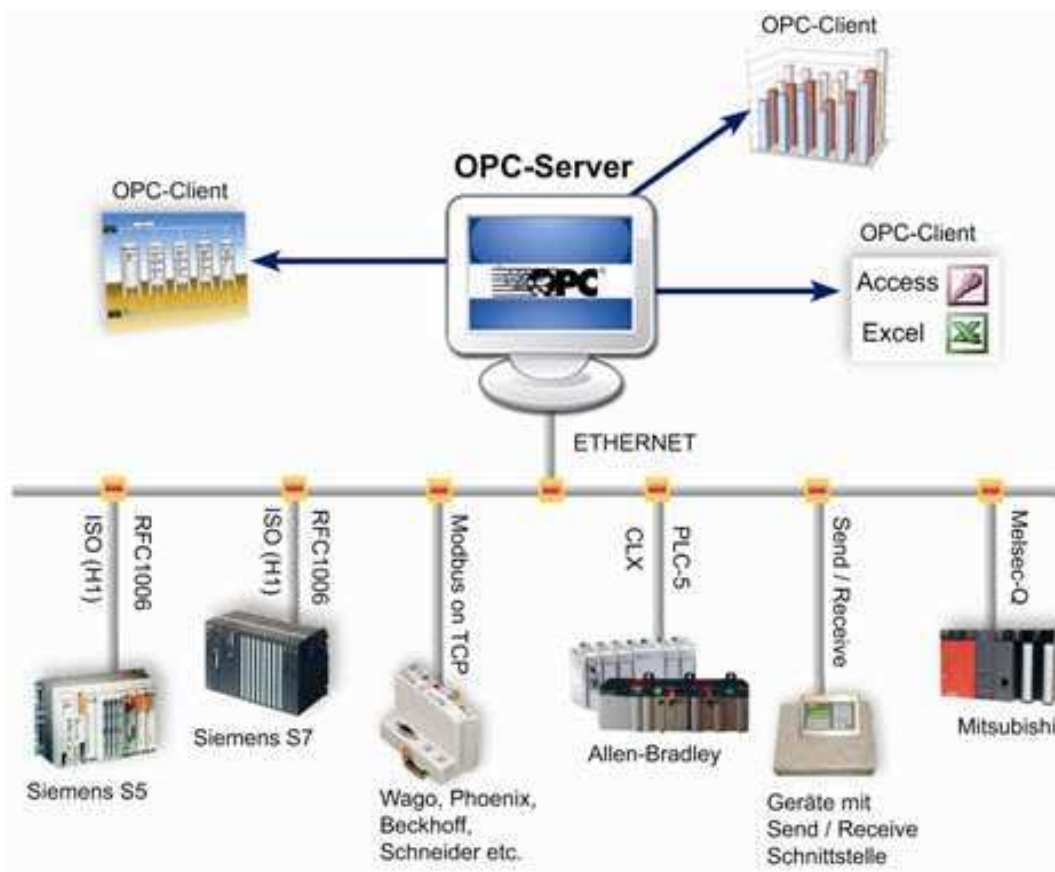 OPC-Client
OPC-Server
OPC-Client
OPC
OPC-Client
Access
Excel
ETHERNET
RFC1006
ISO (H1)
RFC1006
ISO (H1)
Modbus on TCP
PLC-5
CLX
Send / Receive
Melsec-Q
Siemens S5
Siemens S7
Wago, Phoenix,
Beckhoff,
Schneider etc.
Allen-Bradley
Geräte mit
Send / Receive
Schnittstelle
Mitsubishi